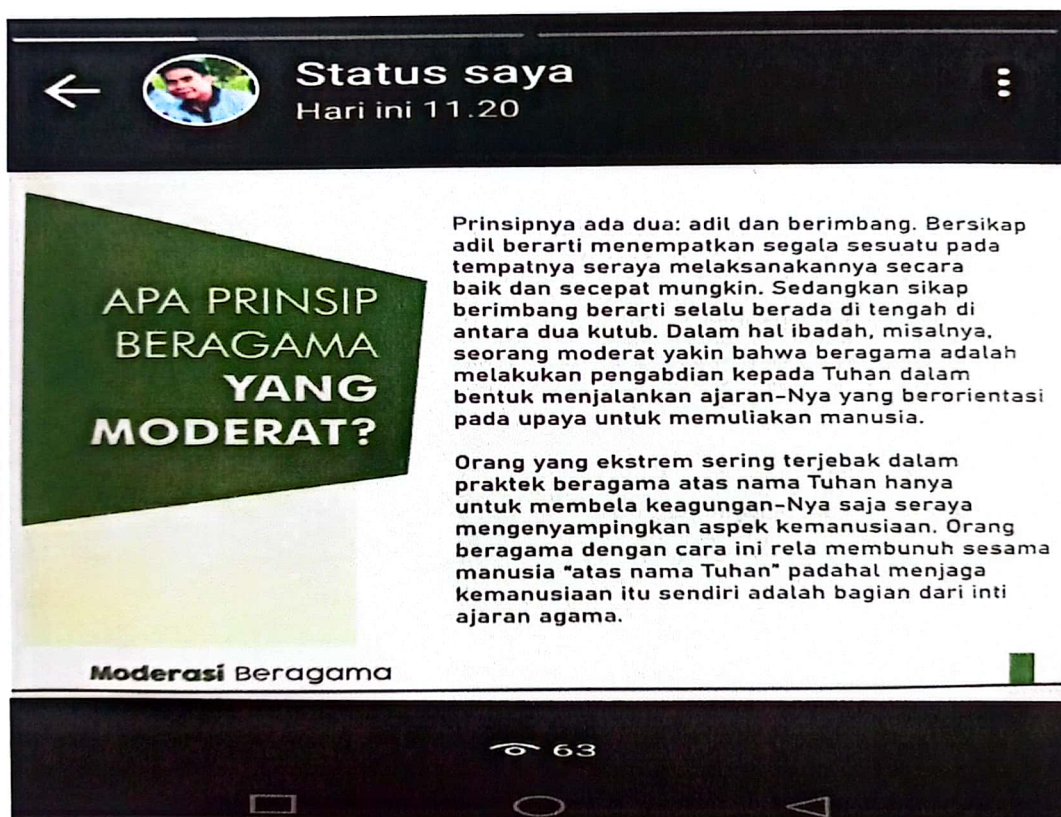 Status saya
Hari ini 11.20
APA PRINSIP
BERAGAMA
YANG
MODERAT?
Prinsipnya ada dua: adil dan berimbang. Bersikap
adil berarti menempatkan segala sesuatu pada
tempatnya seraya melaksanakannya secara
baik dan secepat mungkin. Sedangkan sikap
berimbang berarti selalu berada di tengah di
antara dua kutub. Dalam hal ibadah, misalnya,
seorang moderat yakin bahwa beragama adalah
melakukan pengabdian kepada Tuhan dalam
bentuk menjalankan ajaran-Nya yang berorientasi
pada upaya untuk memuliakan manusia.
Orang yang ekstrem sering terjebak dalam
praktek beragama atas nama Tuhan hanya
untuk membela keagungan-Nya saja seraya
mengenyampingkan aspek kemanusiaan. Orang
beragama dengan cara ini rela membunuh sesama
manusia "atas nama Tuhan" padahal menjaga
kemanusiaan itu sendiri adalah bagian dari inti
ajaran agama.
Moderasi Beragama
63